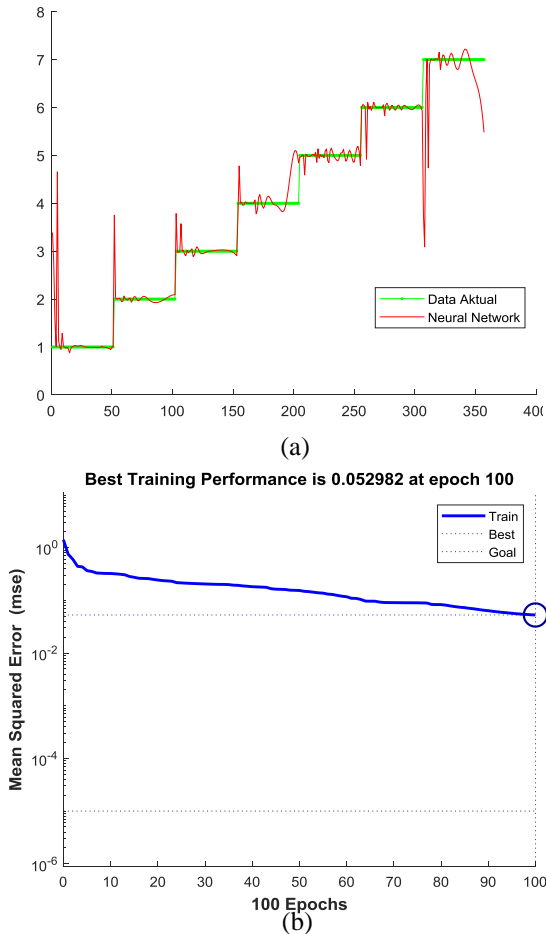 8
7
6
5
4
3
2
1
0
Data Aktual
Neural Network
0 50 100 150 200 250 300 350 400
(a)
Best Training Performance is 0.052982 at epoch 100
Train
Best
Goal
Mean Squared Error (mse)
10^0
10^-2
10^-4
10^-6
0 10 20 30 40 50 60 70 80 90 100
100 Epochs
(b)